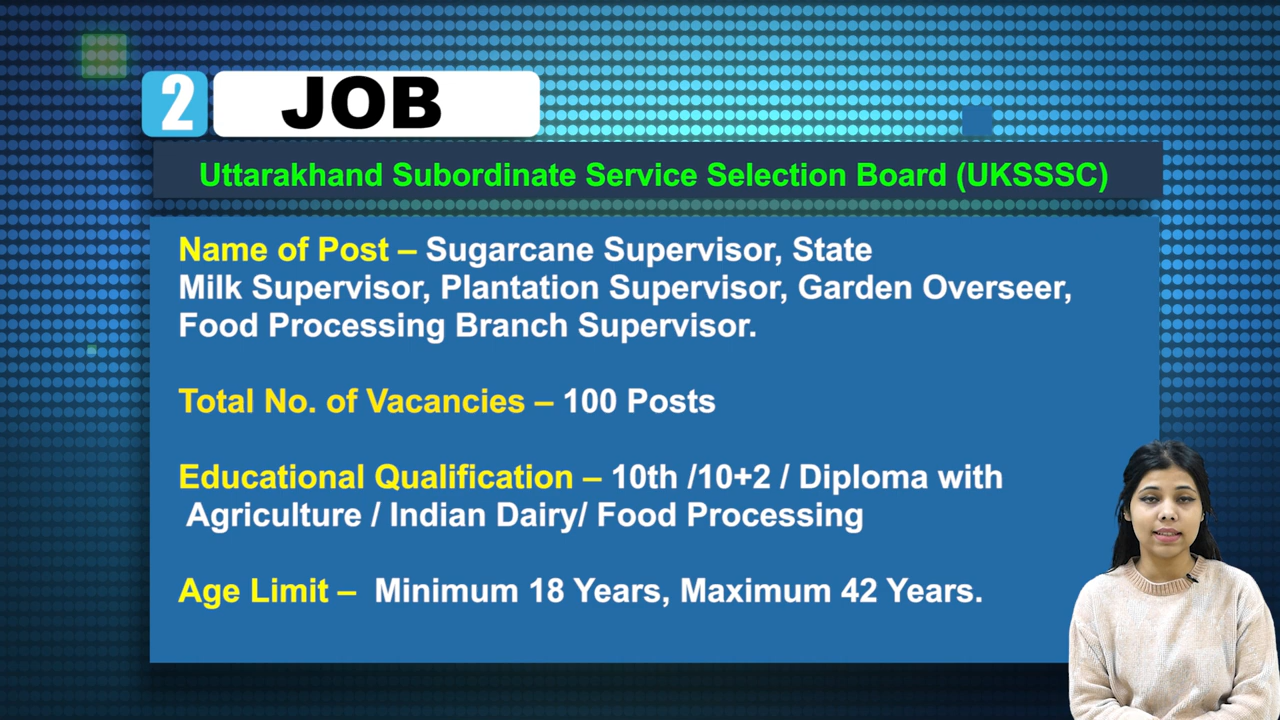 2 JOB
Uttarakhand Subordinate Service Selection Board (UKSSSC)
Name of Post – Sugarcane Supervisor, State
Milk Supervisor, Plantation Supervisor, Garden Overseer,
Food Processing Branch Supervisor.
Total No. of Vacancies – 100 Posts
Educational Qualification – 10th /10+2 / Diploma with
Agriculture / Indian Dairy/ Food Processing
Age Limit – Minimum 18 Years, Maximum 42 Years.